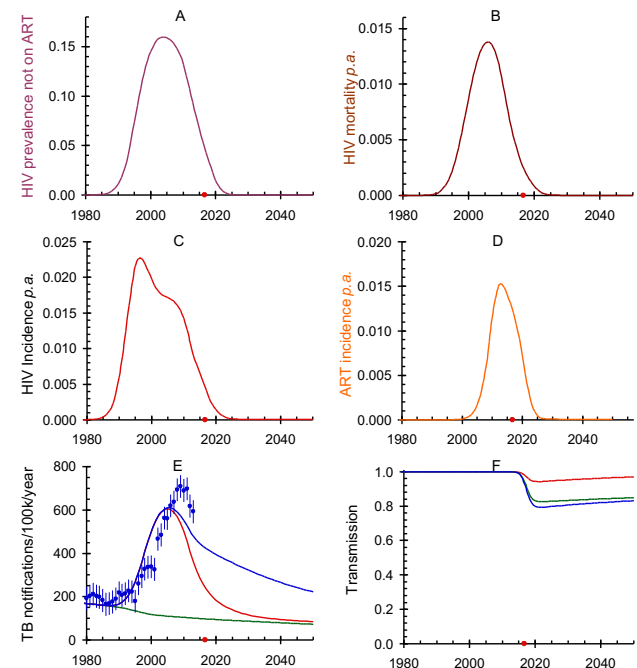 A
HIV prevalence not on ART
0.15
0.10
0.05
0.00
1980 2000 2020 2040
B
HIV mortality p.a.
0.015
0.010
0.005
0.000
1980 2000 2020 2040
C
HIV Incidence p.a.
0.025
0.020
0.015
0.010
0.005
0.000
1980 2000 2020 2040
D
ART incidence p.a.
0.020
0.015
0.010
0.005
0.000
1980 2000 2020 2040
E
TB notifications/100k/year
800
600
400
200
0
1980 2000 2020 2040
F
Transmission
1.0
0.8
0.6
0.4
0.2
0.0
1980 2000 2020 2040